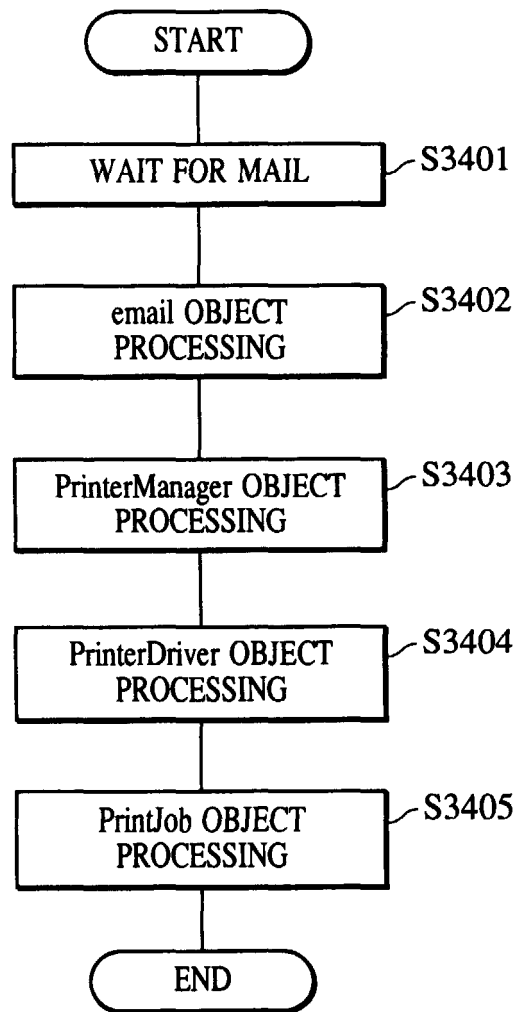 START
WAIT FOR MAIL
S3401
email OBJECT
PROCESSING
S3402
PrinterManager OBJECT
PROCESSING
S3403
PrinterDriver OBJECT
PROCESSING
S3404
PrintJob OBJECT
PROCESSING
S3405
END